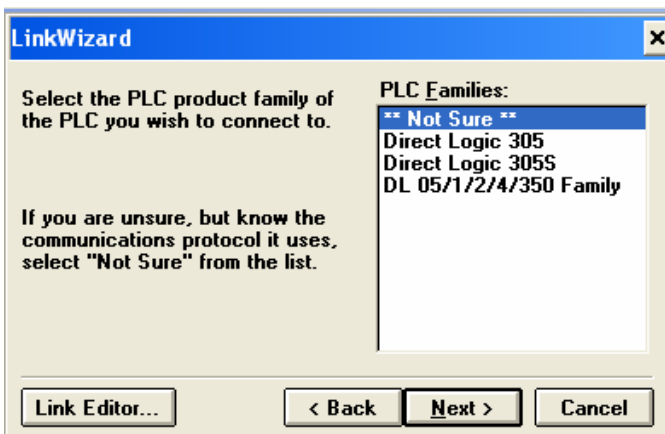 LinkWizard
Select the PLC product family of
the PLC you wish to connect to.
If you are unsure, but know the
communications protocol it uses,
select "Not Sure" from the list.
PLC Families:
** Not Sure **
Direct Logic 305
Direct Logic 305S
DL 05/1/2/4/350 Family
Link Editor...
< Back
Next >
Cancel